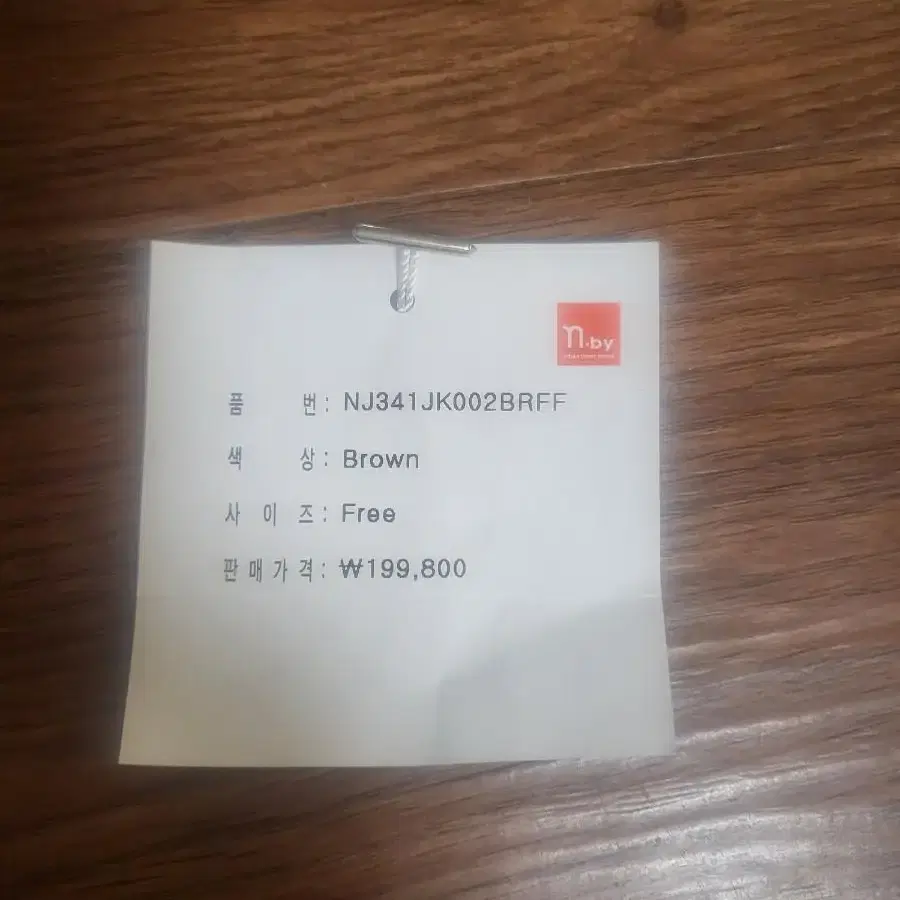 n.by
품 번: NJ341JK002BRFF
색 상: Brown
사 이 즈: Free
판매가격: ₩199,800